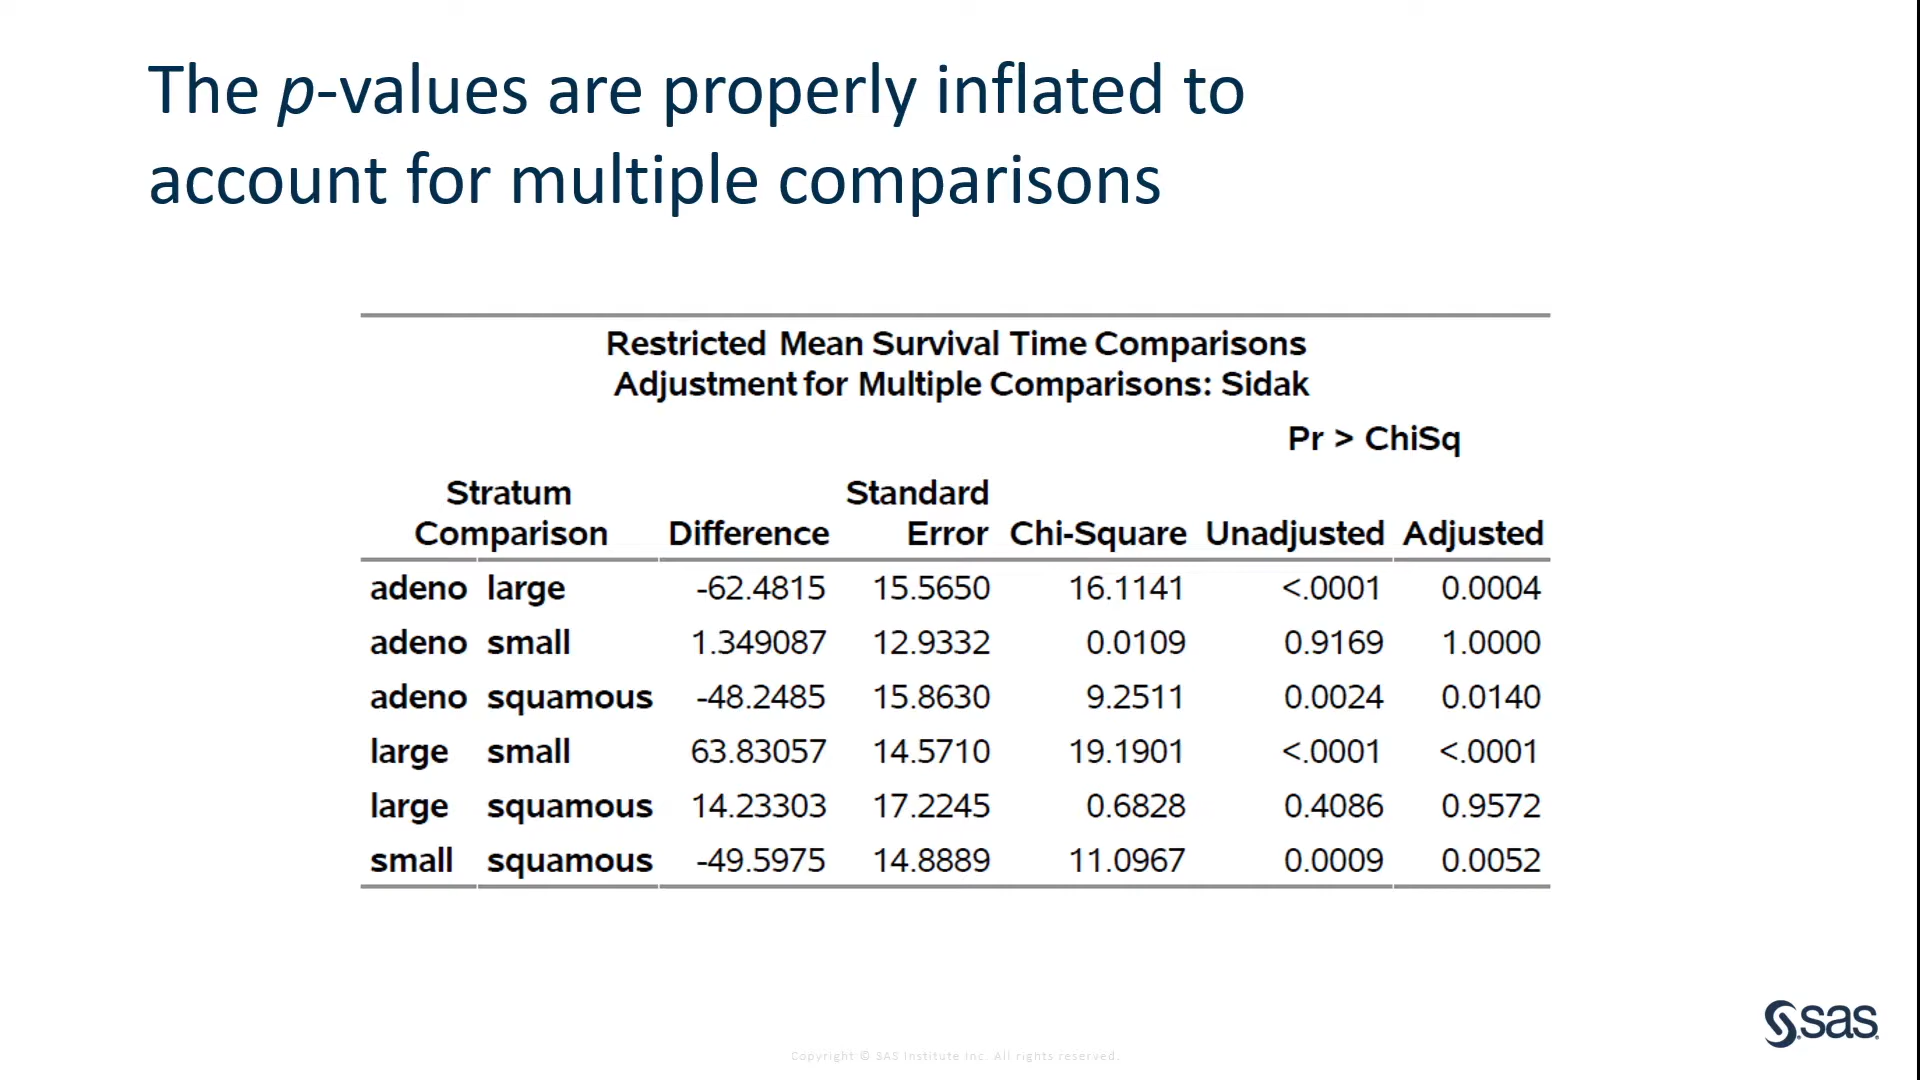 The p-values are properly inflated to
account for multiple comparisons
Restricted Mean Survival Time Comparisons
Adjustment for Multiple Comparisons: Sidak
Pr > ChiSq
Stratum Standard
Comparison Difference Error Chi-Square Unadjusted Adjusted
adeno large -62.4815 15.5650 16.1141 <.0001 0.0004
adeno small 1.349087 12.9332 0.0109 0.9169 1.0000
adeno squamous -48.2485 15.8630 9.2511 0.0024 0.0140
large small 63.83057 14.5710 19.1901 <.0001 <.0001
large squamous 14.23303 17.2245 0.6828 0.4086 0.9572
small squamous -49.5975 14.8889 11.0967 0.0009 0.0052
sas
Copyright © SAS Institute Inc. All rights reserved.